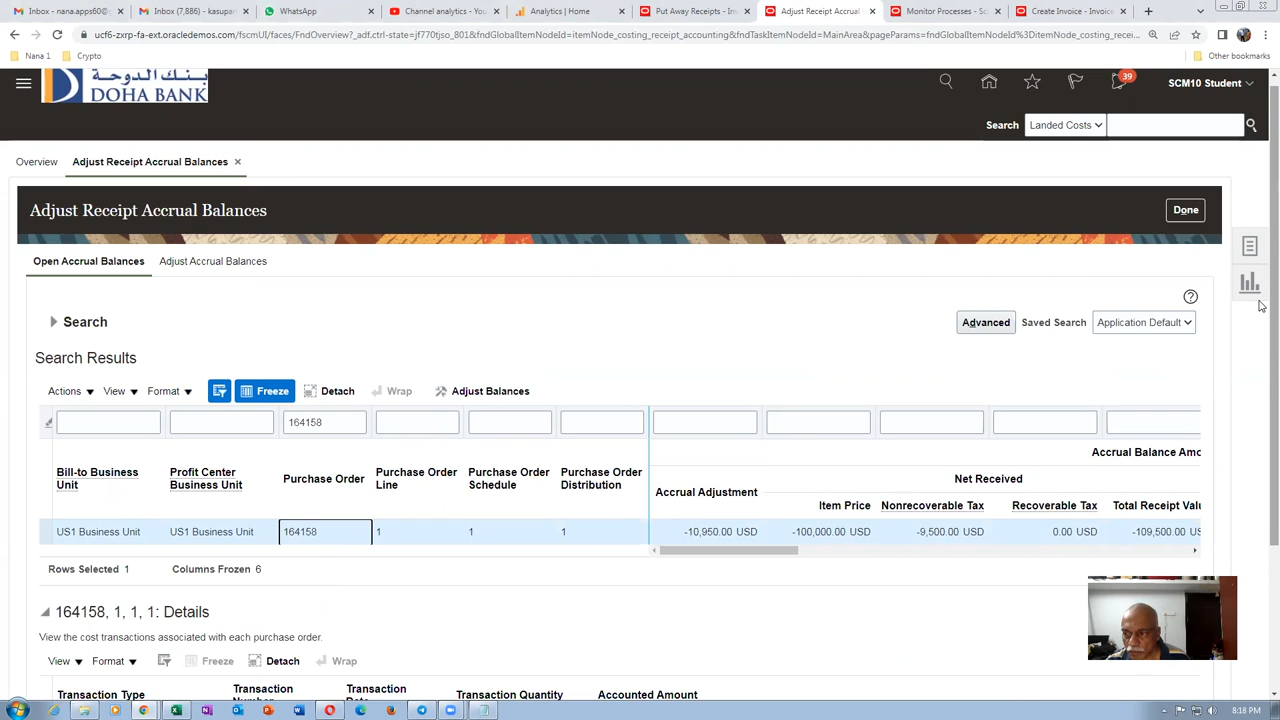 Inbox - nana.apps60@
Inbox (7,886) - kasupar
WhatsApp
Channel analytics - You
Analytics | Home
Put Away Receipts - Inv
Adjust Receipt Accrual
Monitor Processes - Sc
Create Invoice - Invoice
ucf6-zxrp-fa-ext.oracledemos.com/fscmUI/faces/FndOverview?_adf.ctrl-state=jf770tjso_801&fndGlobalItemNodeId=itemNode_costing_receipt_accounting&fndTaskItemNodeId=MainArea&pageParams=fndGlobalItemNodeId%3DitemNode_costing_recei...
Nana 1
Crypto
Other bookmarks
بنك الدوحة
DOHA BANK
39
SCM10 Student
Search
Landed Costs
Overview
Adjust Receipt Accrual Balances
Adjust Receipt Accrual Balances
Done
Open Accrual Balances
Adjust Accrual Balances
Search
Advanced
Saved Search
Application Default
Search Results
Actions
View
Format
Freeze
Detach
Wrap
Adjust Balances
164158
Accrual Balance Amo
Bill-to Business
Unit
Profit Center
Business Unit
Purchase Order
Purchase Order
Line
Purchase Order
Schedule
Purchase Order
Distribution
Accrual Adjustment
Net Received
Item Price
Nonrecoverable Tax
Recoverable Tax
Total Receipt Valu
US1 Business Unit
US1 Business Unit
164158
1
1
1
-10,950.00 USD
-100,000.00 USD
-9,500.00 USD
0.00 USD
-109,500.00 US
Rows Selected 1
Columns Frozen 6
164158, 1, 1, 1: Details
View the cost transactions associated with each purchase order.
View
Format
Freeze
Detach
Wrap
Transaction Type
Transaction
Transaction
Transaction Quantity
Accounted Amount
8:18 PM